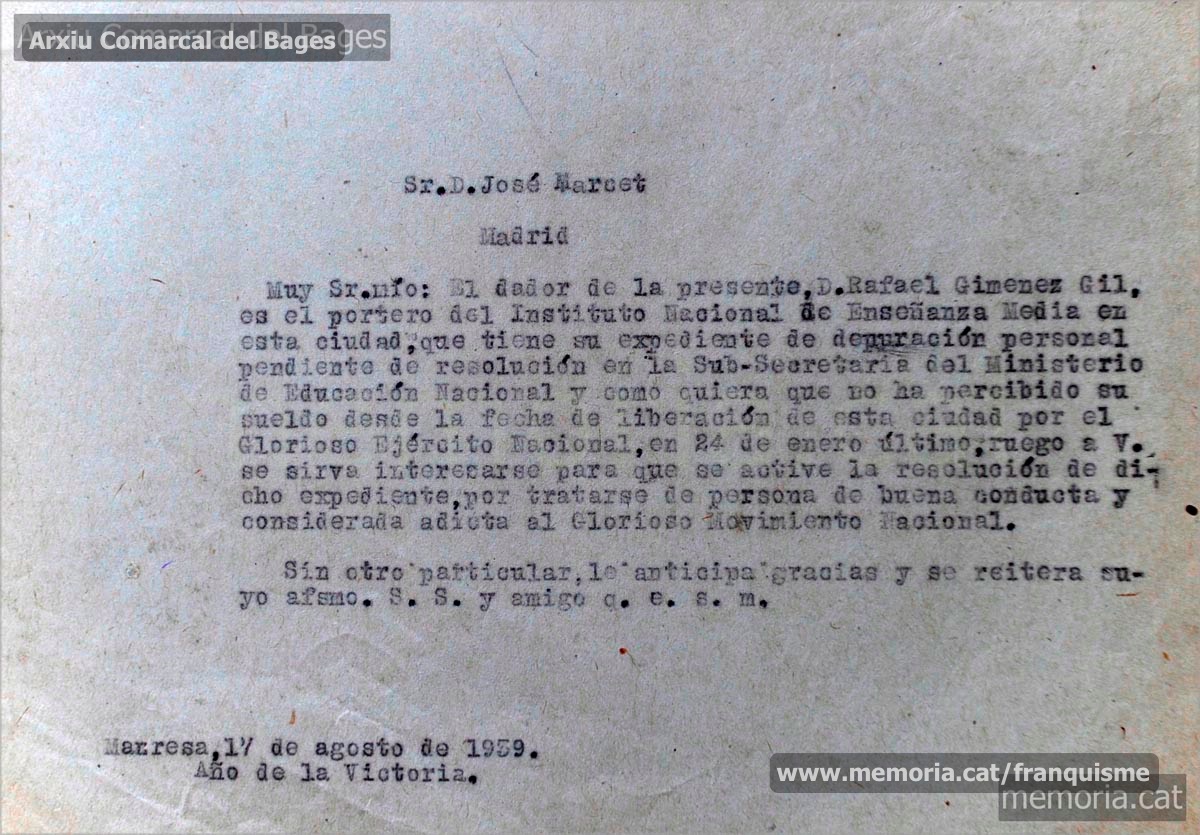 Arxiu Comarcal del Bages
Arxiu Comarcal del Bages
Sr.D.José Marcet
Madrid
Muy Sr.mío: El dador de la presente,D.Rafael Gimenez Gil,
es el portero del Instituto Nacional de Enseñanza Media en
esta ciudad,que tiene su expediente de depuración personal
pendiente de resolución en la Sub-Secretaría del Ministerio
de Educación Nacional y como quiera que no ha percibido su
sueldo desde la fecha de liberación de esta ciudad por el
Glorioso Ejército Nacional,en 24 de enero último,ruego a V.
se sirva interesarse para que se active la resolución de di-
cho expediente,por tratarse de persona de buena conducta y
considerada adicta al Glorioso Movimiento Nacional.
Sin otro particular,le anticipa gracias y se reitera su-
yo afsmo. S. S. y amigo q. e. s. m.
Manresa,17 de agosto de 1939.
Año de la Victoria.
www.memoria.cat/franquisme
memoria.cat